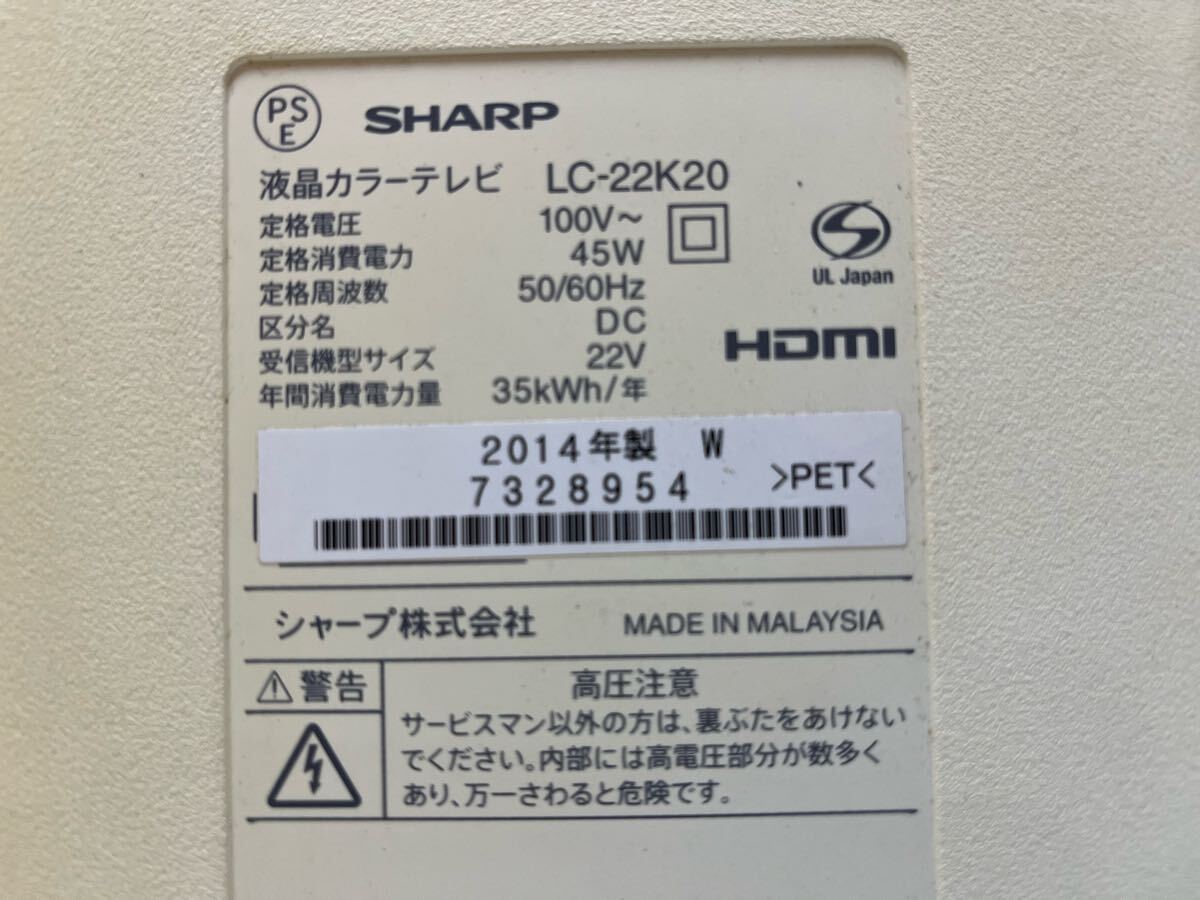 PSE SHARP
液晶カラーテレビ LC-22K20
定格電圧 100V～
定格消費電力 45W
定格周波数 50/60Hz
区分名 DC
受信機型サイズ 22V
年間消費電力量 35kWh/年
UL Japan
HDMI
2014年製 W
7328954 >PET<
シャープ株式会社 MADE IN MALAYSIA
警告
高圧注意
サービスマン以外の方は、裏ぶたをあけない
でください。内部には高電圧部分が数多く
あり、万一さわると危険です。